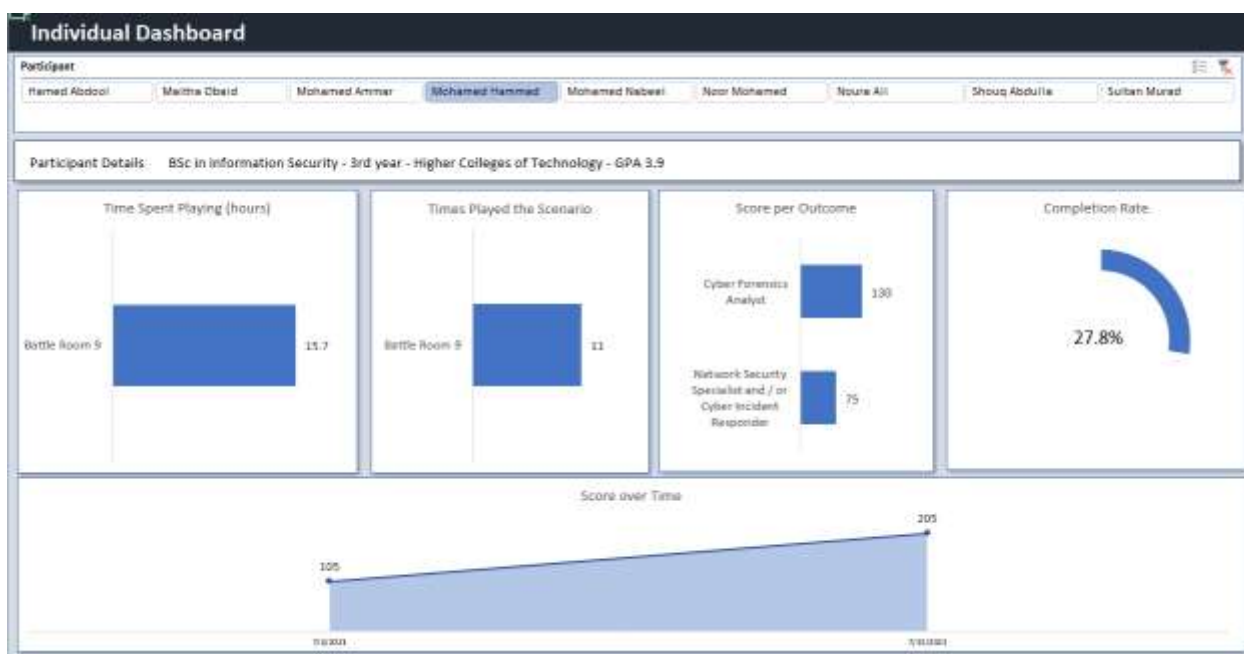 Individual Dashboard
Participant
Hamed Abdool
Maitha Obaid
Mohamed Ammar
Mohamed Hammad
Mohamed Nabeel
Noor Mohamed
Noura Ali
Shouq Abdulla
Sultan Murad
Participant Details BSc in Information Security - 3rd year - Higher Colleges of Technology - GPA 3.9
Time Spent Playing (hours)
Battle Room 9
15.7
Times Played the Scenario
Battle Room 9
11
Score per Outcome
Cyber Forensics
Analyst
130
Network Security
Specialist and / or
Cyber Incident
Responder
75
Completion Rate
27.8%
Score over Time
105
205